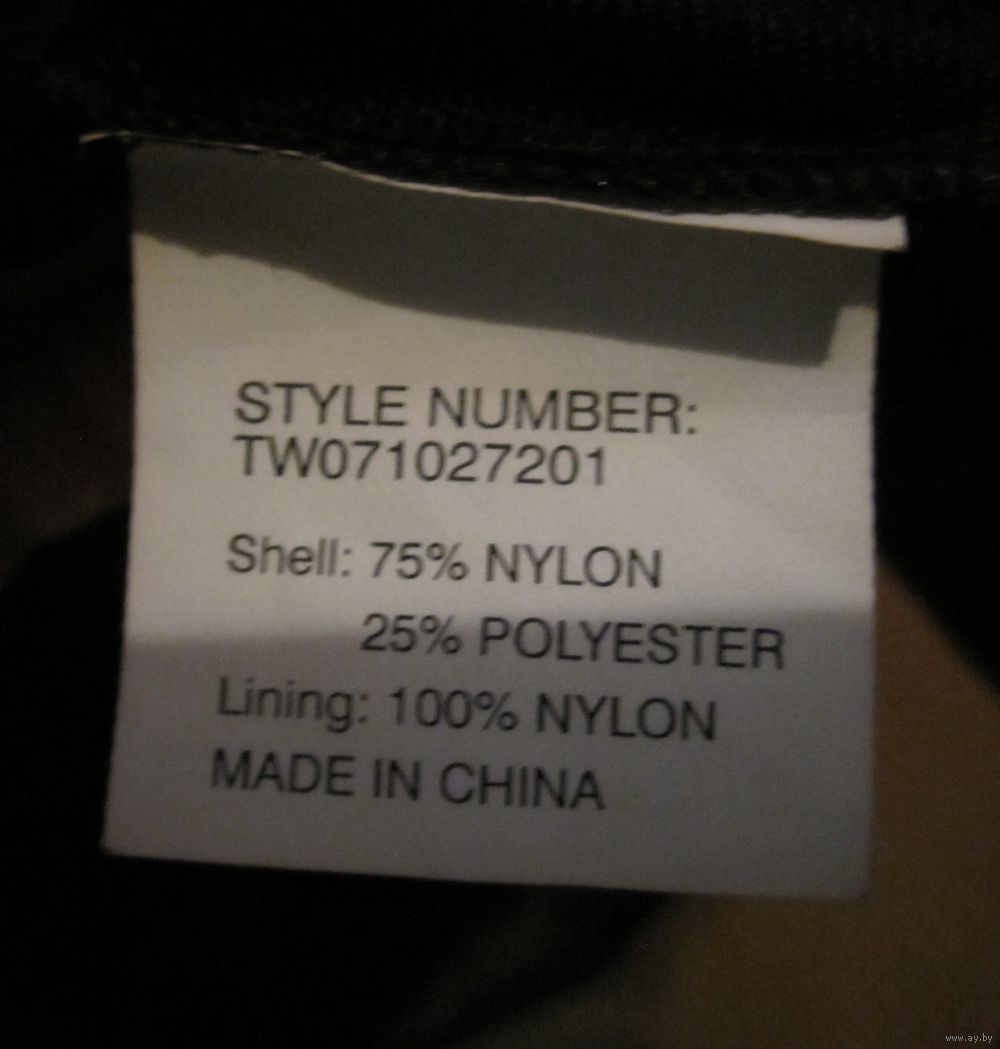 STYLE NUMBER:
TW071027201
Shell: 75% NYLON
25% POLYESTER
Lining: 100% NYLON
MADE IN CHINA
www.ay.by